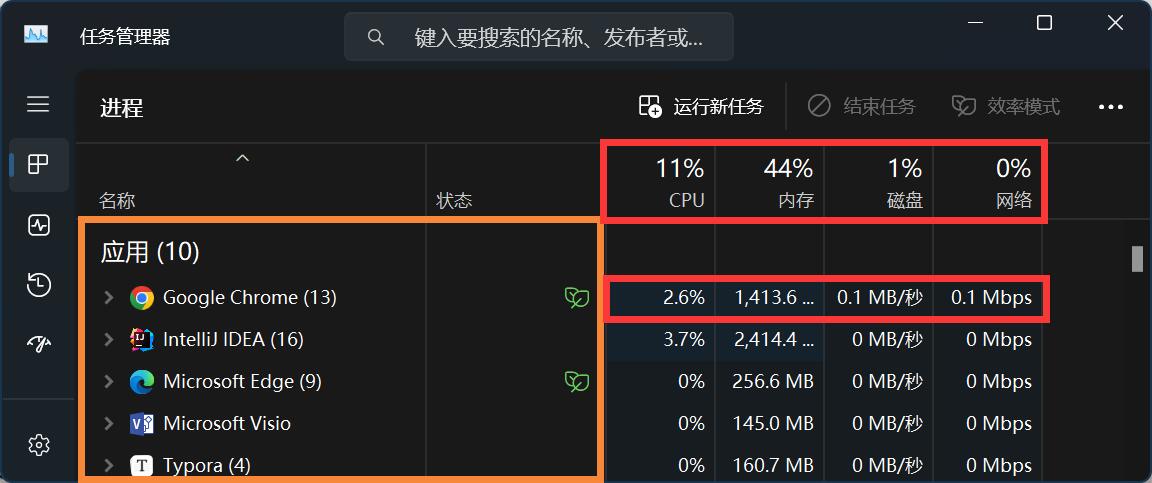 任务管理器
键入要搜索的名称、发布者或...
进程
运行新任务
结束任务
效率模式
名称
状态
11% CPU
44% 内存
1% 磁盘
0% 网络
应用 (10)
Google Chrome (13) 2.6% 1,413.6 ... 0.1 MB/秒 0.1 Mbps
IntelliJ IDEA (16) 3.7% 2,414.4 ... 0 MB/秒 0 Mbps
Microsoft Edge (9) 0% 256.6 MB 0 MB/秒 0 Mbps
Microsoft Visio 0% 145.0 MB 0 MB/秒 0 Mbps
Typora (4) 0% 160.7 MB 0 MB/秒 0 Mbps